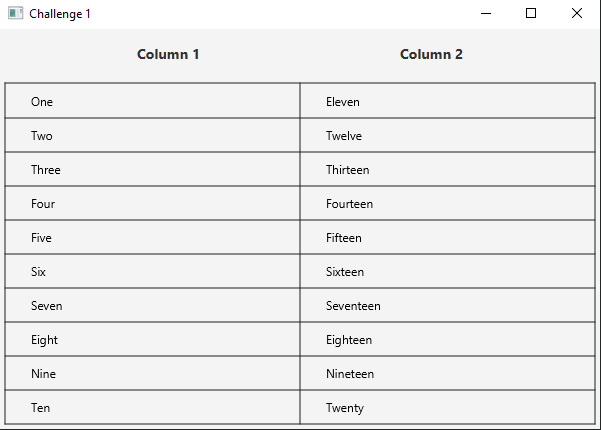 Challenge 1
Column 1 Column 2
One Eleven
Two Twelve
Three Thirteen
Four Fourteen
Five Fifteen
Six Sixteen
Seven Seventeen
Eight Eighteen
Nine Nineteen
Ten Twenty